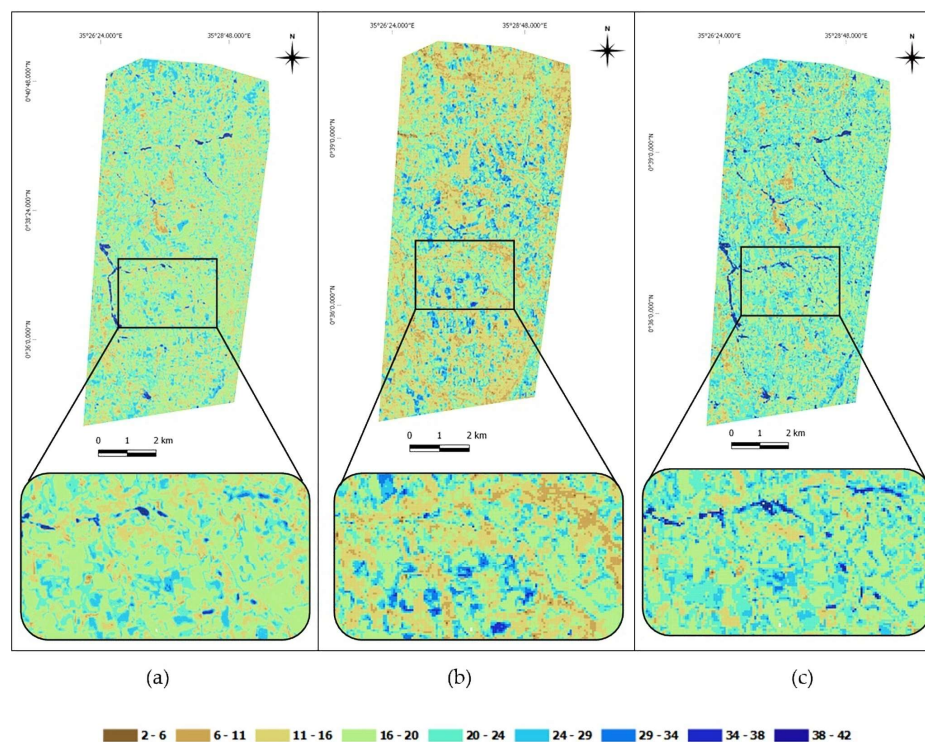 35°26'24.000"E 35°28'48.000"E
N
0°40'48.000"N
0°38'24.000"N
0°36'0.000"N
0 1 2 km
35°26'24.000"E 35°28'48.000"E
N
0°39'0.000"N
0°36'0.000"N
0 1 2 km
35°26'24.000"E 35°28'48.000"E
N
0°39'0.000"N
0°36'0.000"N
0 1 2 km
(a) (b) (c)
2 - 6 6 - 11 11 - 16 16 - 20 20 - 24 24 - 29 29 - 34 34 - 38 38 - 42